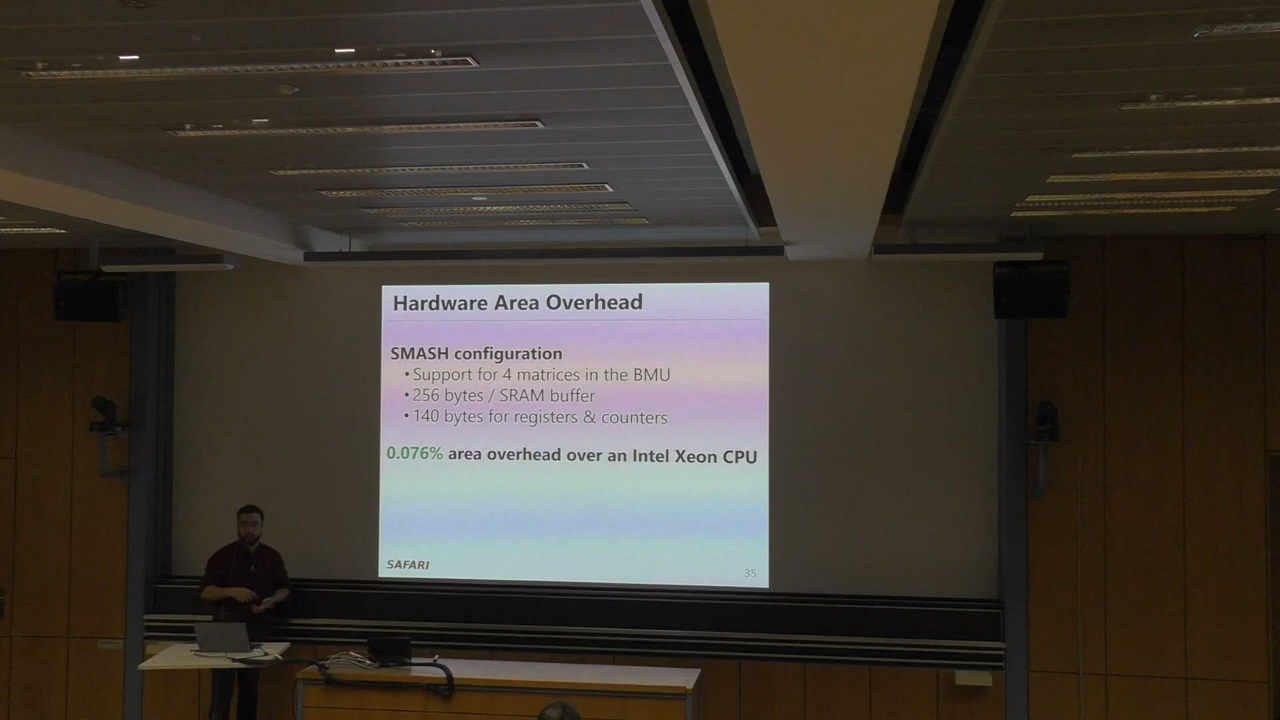 Hardware Area Overhead
SMASH configuration
• Support for 4 matrices in the BMU
• 256 bytes / SRAM buffer
• 140 bytes for registers & counters
0.076% area overhead over an Intel Xeon CPU
SAFARI
35